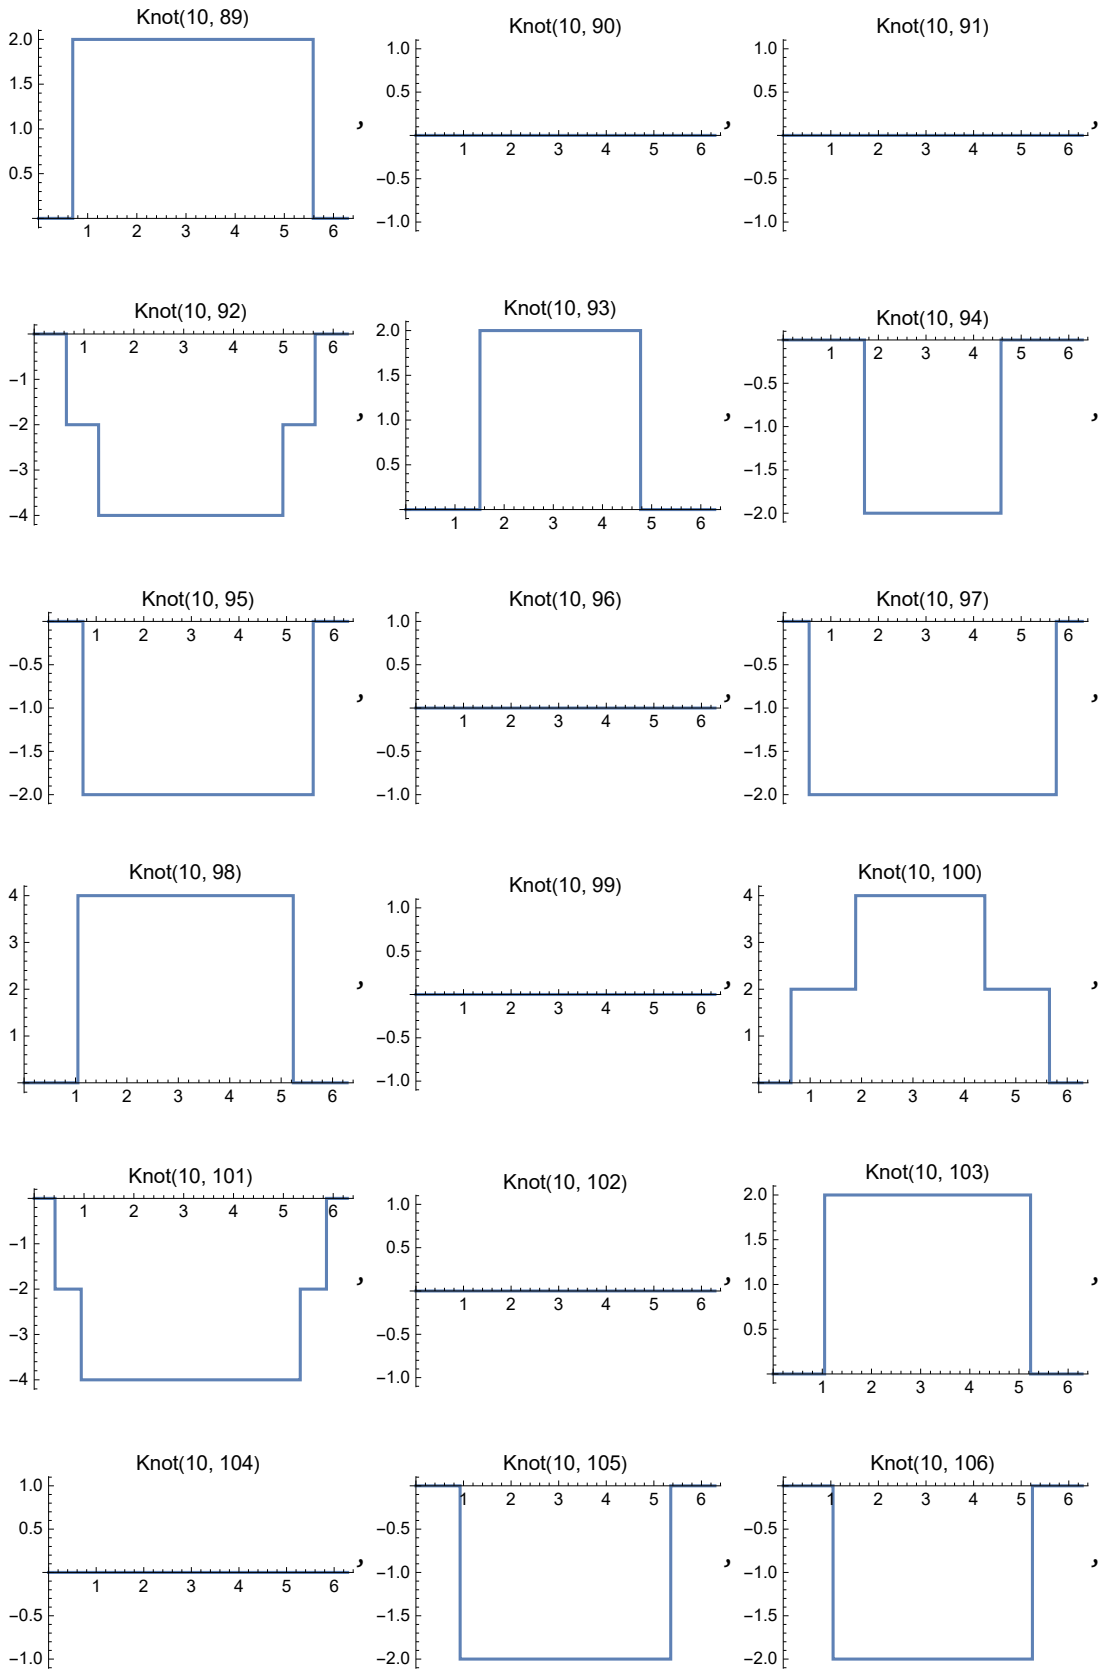 Knot(10, 89)
2.0
1.5
1.0
0.5
1 2 3 4 5 6
,
Knot(10, 90)
1.0
0.5
1 2 3 4 5 6
−0.5
−1.0
,
Knot(10, 91)
1.0
0.5
1 2 3 4 5 6
−0.5
−1.0
,
Knot(10, 92)
1 2 3 4 5 6
−1
−2
−3
−4
,
Knot(10, 93)
2.0
1.5
1.0
0.5
1 2 3 4 5 6
,
Knot(10, 94)
1 2 3 4 5 6
−0.5
−1.0
−1.5
−2.0
,
Knot(10, 95)
1 2 3 4 5 6
−0.5
−1.0
−1.5
−2.0
,
Knot(10, 96)
1.0
0.5
1 2 3 4 5 6
−0.5
−1.0
,
Knot(10, 97)
1 2 3 4 5 6
−0.5
−1.0
−1.5
−2.0
,
Knot(10, 98)
4
3
2
1
1 2 3 4 5 6
,
Knot(10, 99)
1.0
0.5
1 2 3 4 5 6
−0.5
−1.0
,
Knot(10, 100)
4
3
2
1
1 2 3 4 5 6
,
Knot(10, 101)
1 2 3 4 5 6
−1
−2
−3
−4
,
Knot(10, 102)
1.0
0.5
1 2 3 4 5 6
−0.5
−1.0
,
Knot(10, 103)
2.0
1.5
1.0
0.5
1 2 3 4 5 6
,
Knot(10, 104)
1.0
0.5
1 2 3 4 5 6
−0.5
−1.0
,
Knot(10, 105)
1 2 3 4 5 6
−0.5
−1.0
−1.5
−2.0
,
Knot(10, 106)
1 2 3 4 5 6
−0.5
−1.0
−1.5
−2.0
,